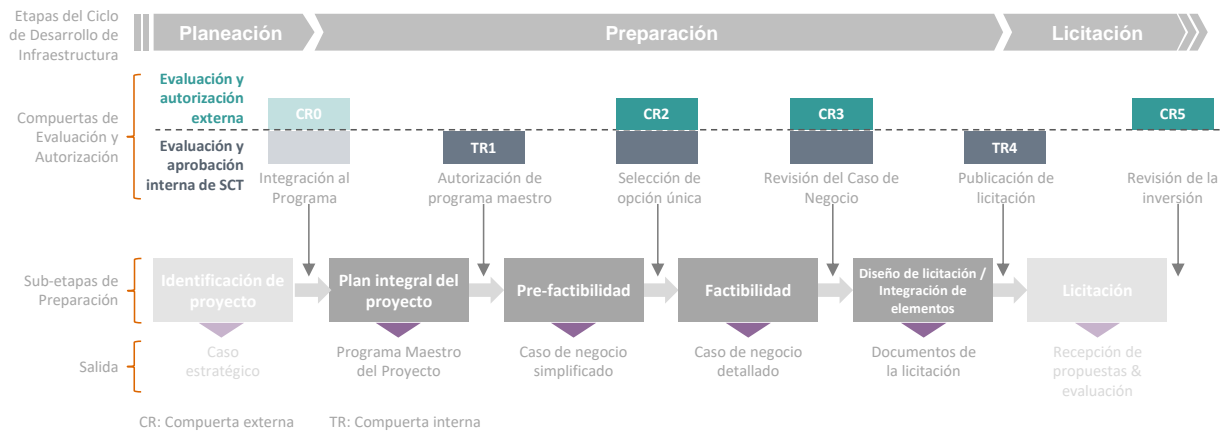 Etapas del Ciclo
de Desarrollo de
Infraestructura
Planeación
Preparación
Licitación
Compuertas de
Evaluación y
Autorización
Evaluación y
autorización
externa
Evaluación y
aprobación
interna de SCT
CR0
CR2
CR3
CR5
TR1
TR4
Integración al
Programa
Autorización de
programa maestro
Selección de
opción única
Revisión del Caso de
Negocio
Publicación de
licitación
Revisión de la
inversión
Sub-etapas de
Preparación
Identificación de
proyecto
Plan integral del
proyecto
Pre-factibilidad
Factibilidad
Diseño de licitación /
Integración de
elementos
Licitación
Salida
Caso
estratégico
Programa Maestro
del Proyecto
Caso de negocio
simplificado
Caso de negocio
detallado
Documentos de
la licitación
Recepción de
propuestas &
evaluación
CR: Compuerta externa
TR: Compuerta interna